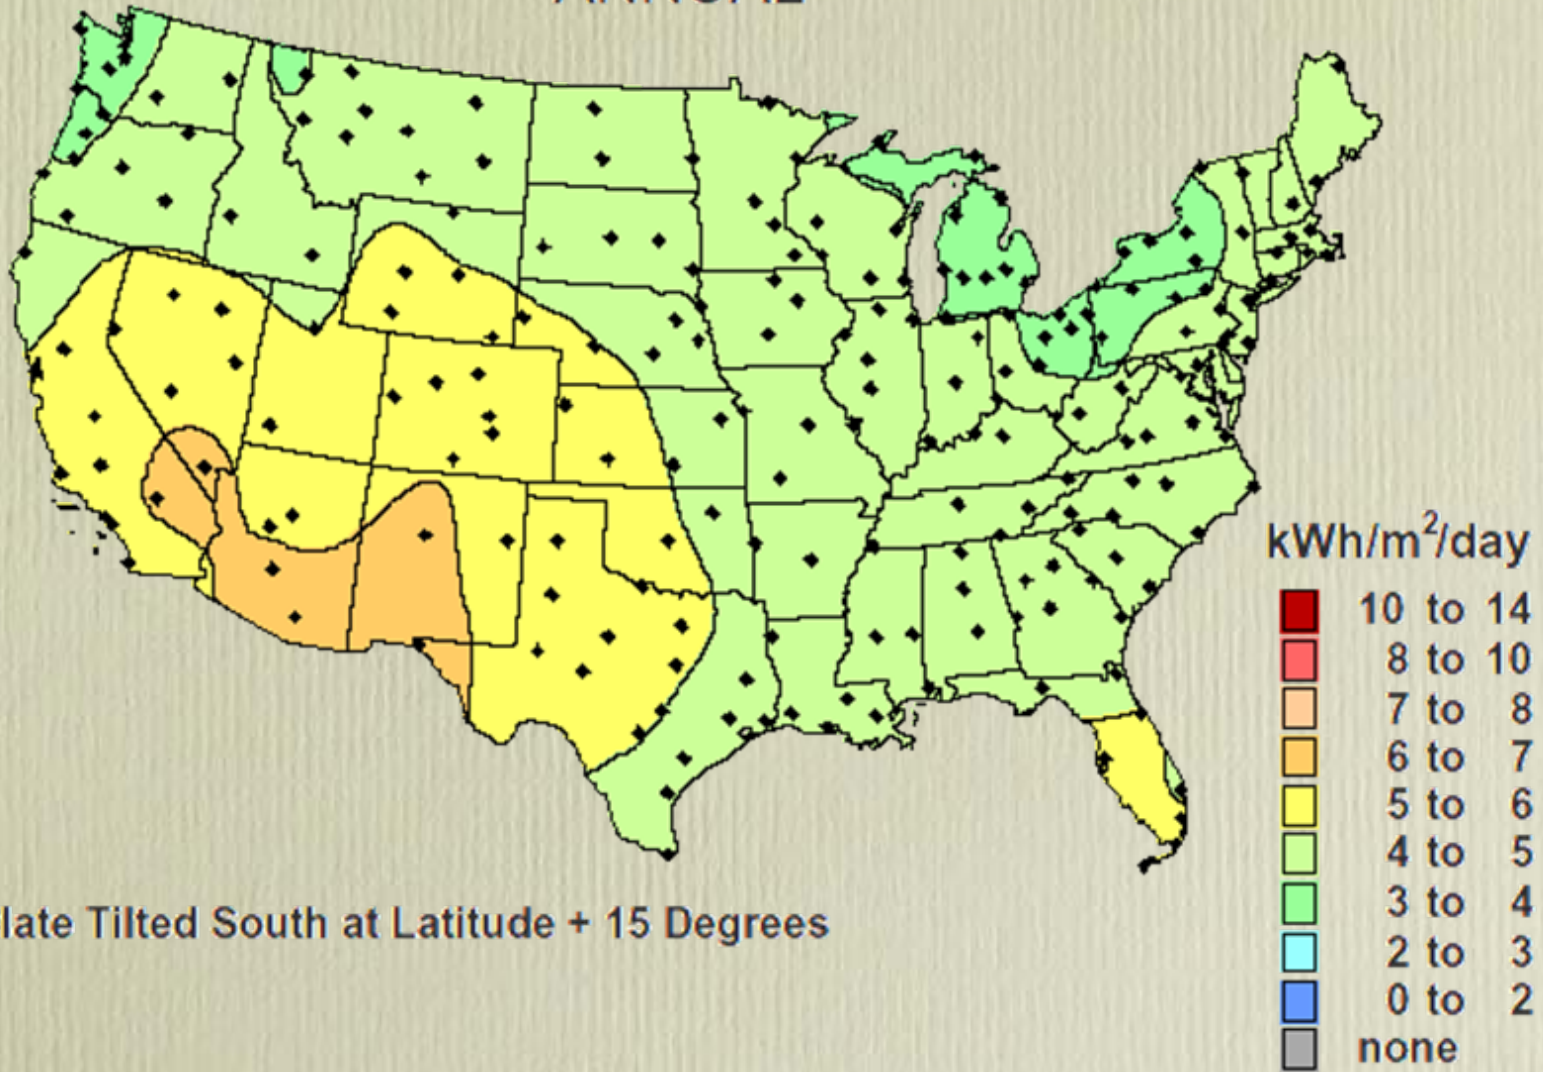 ANNUAL
kWh/m²/day
10 to 14
8 to 10
7 to 8
6 to 7
5 to 6
4 to 5
3 to 4
2 to 3
0 to 2
none
late Tilted South at Latitude + 15 Degrees